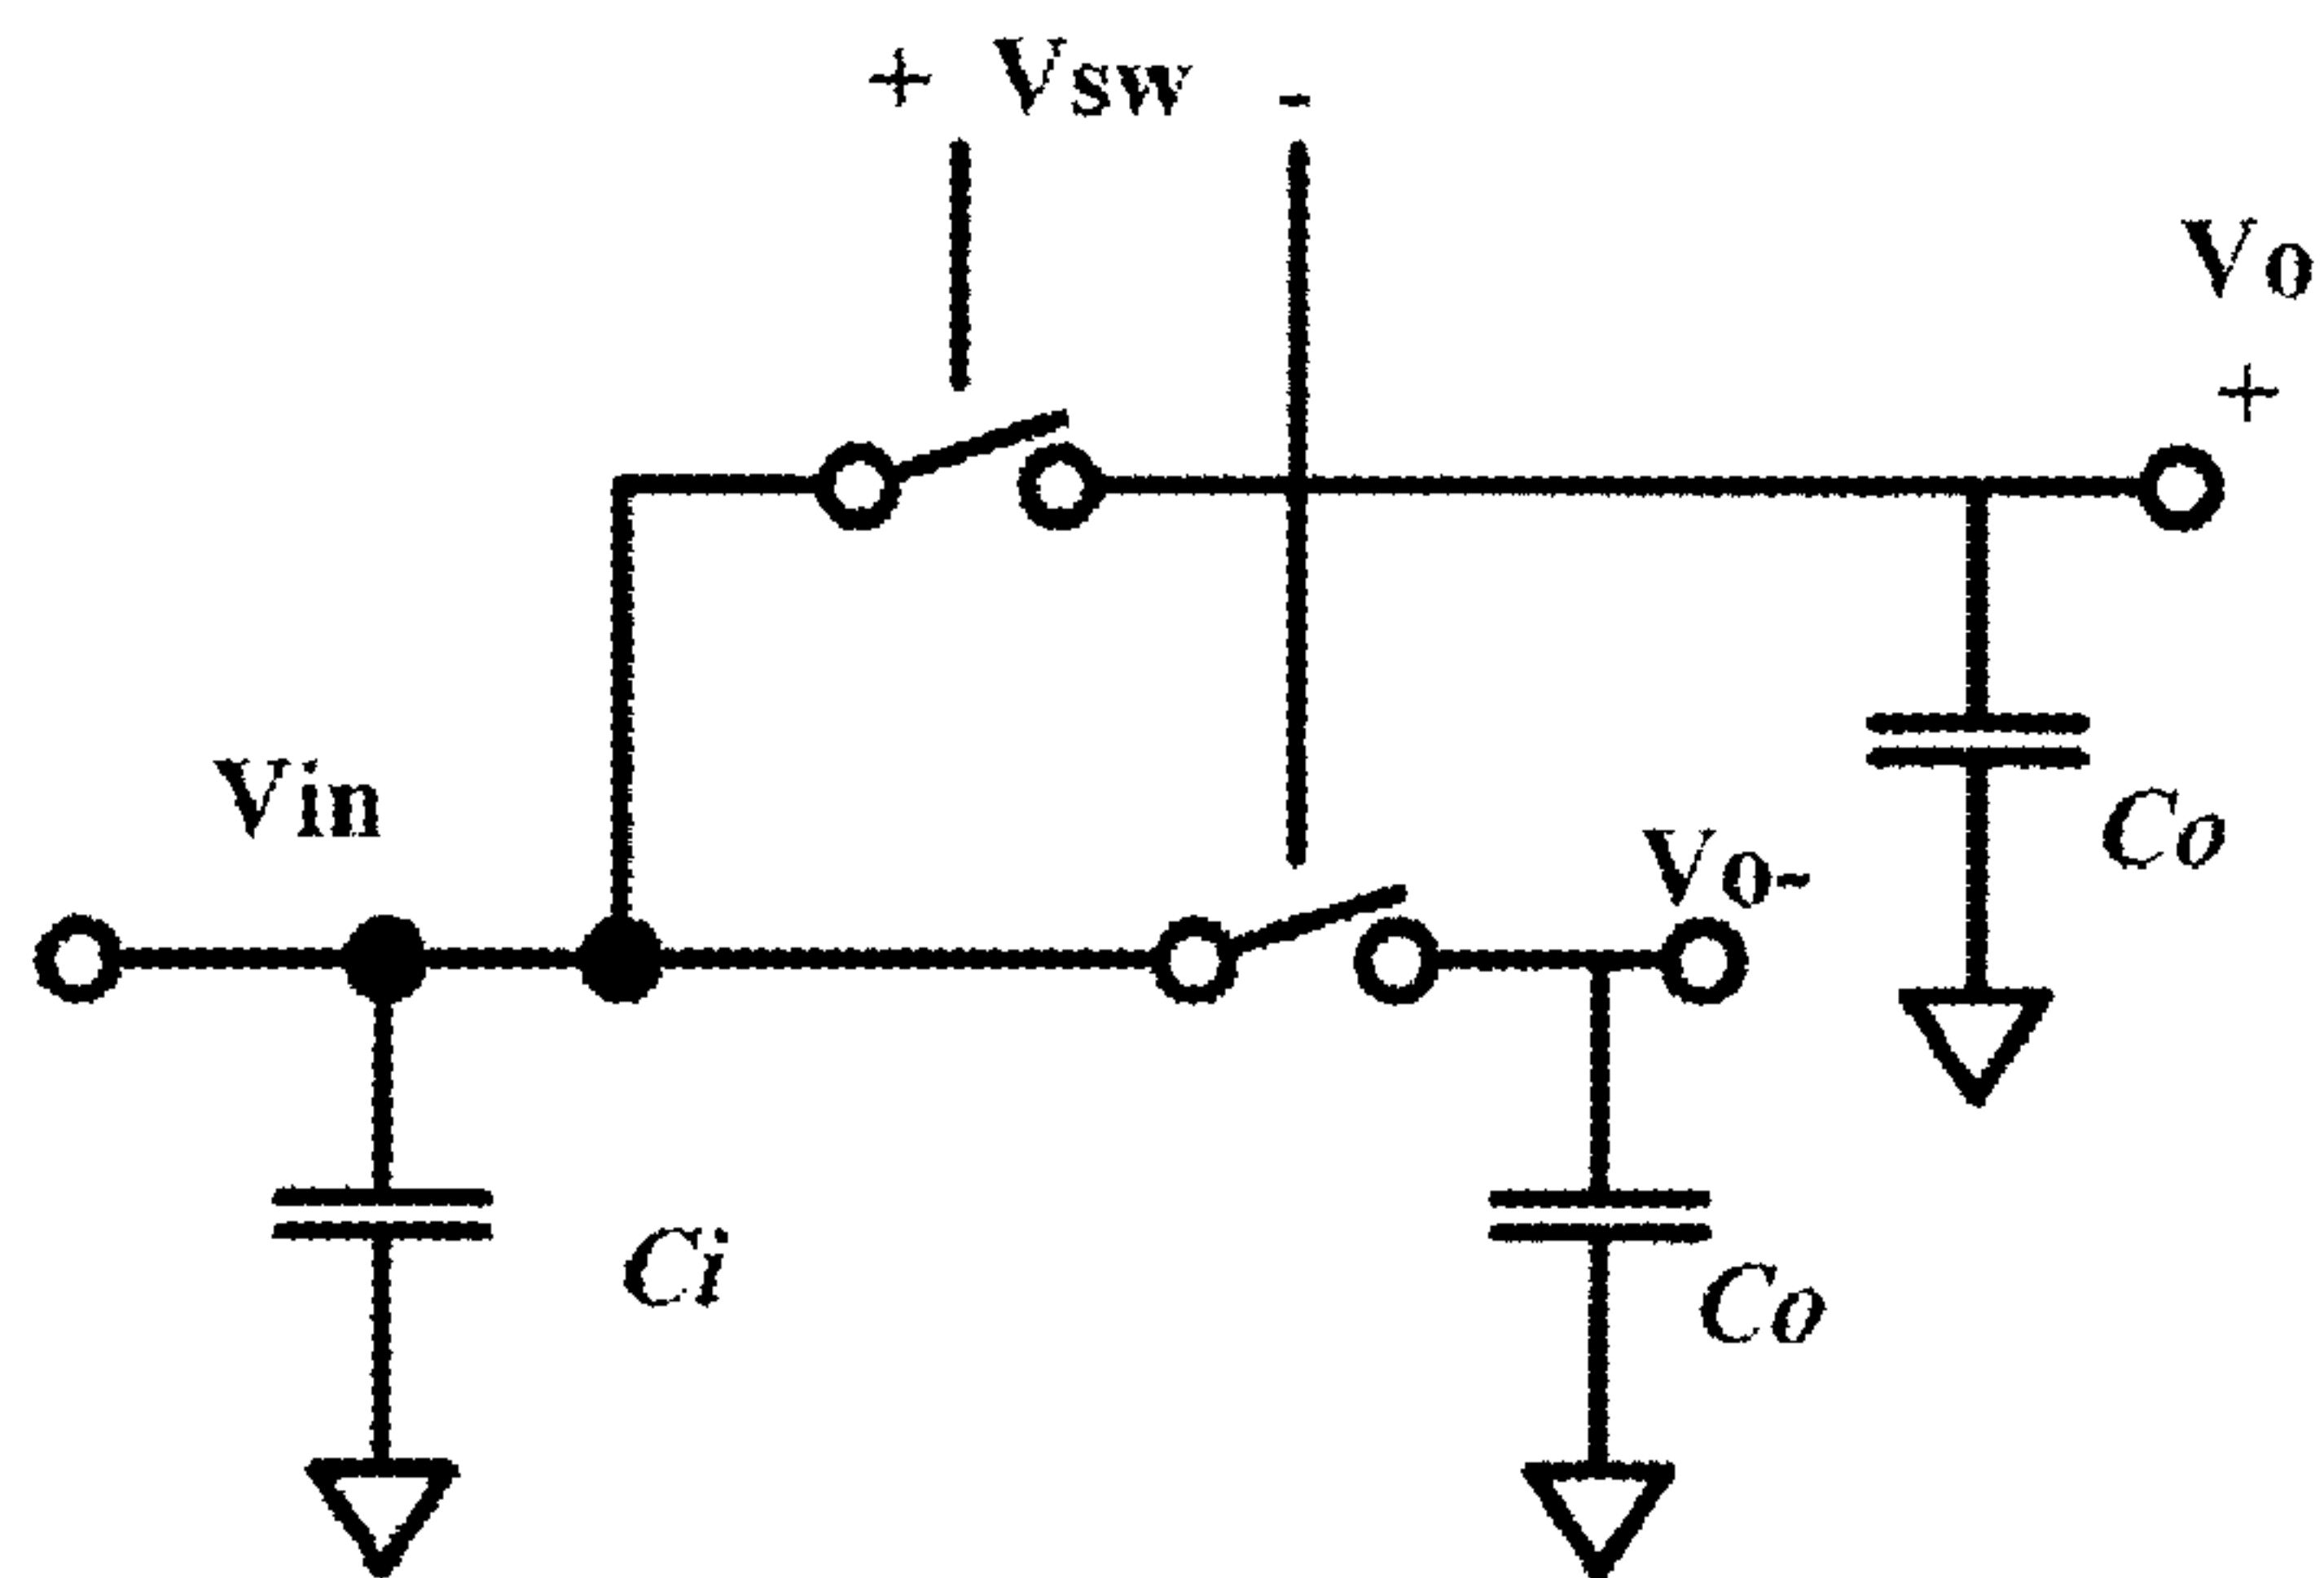 + Vsw -
Vo
+
Vin
Co
Vo-
Ci
Co